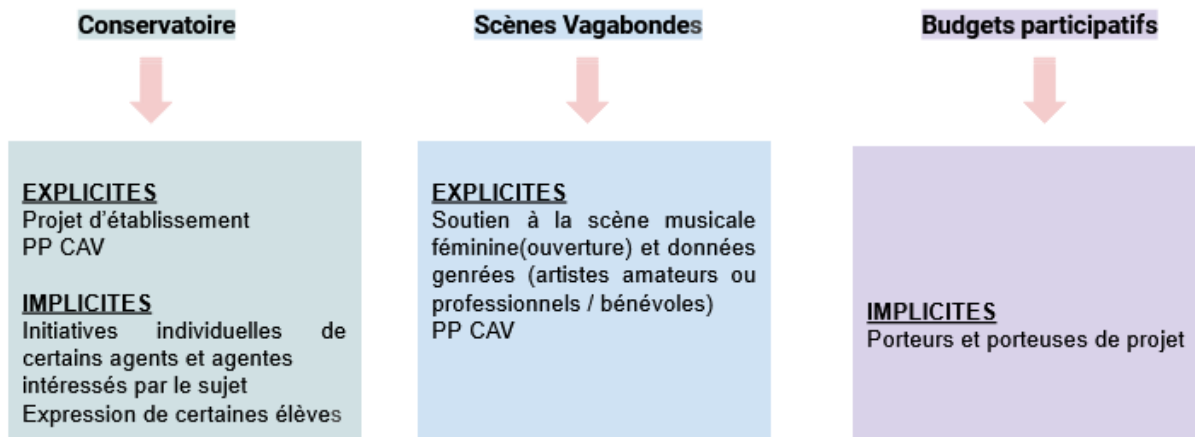 Conservatoire
Scènes Vagabondes
Budgets participatifs
EXPLICITES
Projet d'établissement
PP CAV
IMPLICITES
Initiatives individuelles de
certains agents et agentes
intéressés par le sujet
Expression de certaines élèves
EXPLICITES
Soutien à la scène musicale
féminine(ouverture) et données
genrées (artistes amateurs ou
professionnels / bénévoles)
PP CAV
IMPLICITES
Porteurs et porteuses de projet